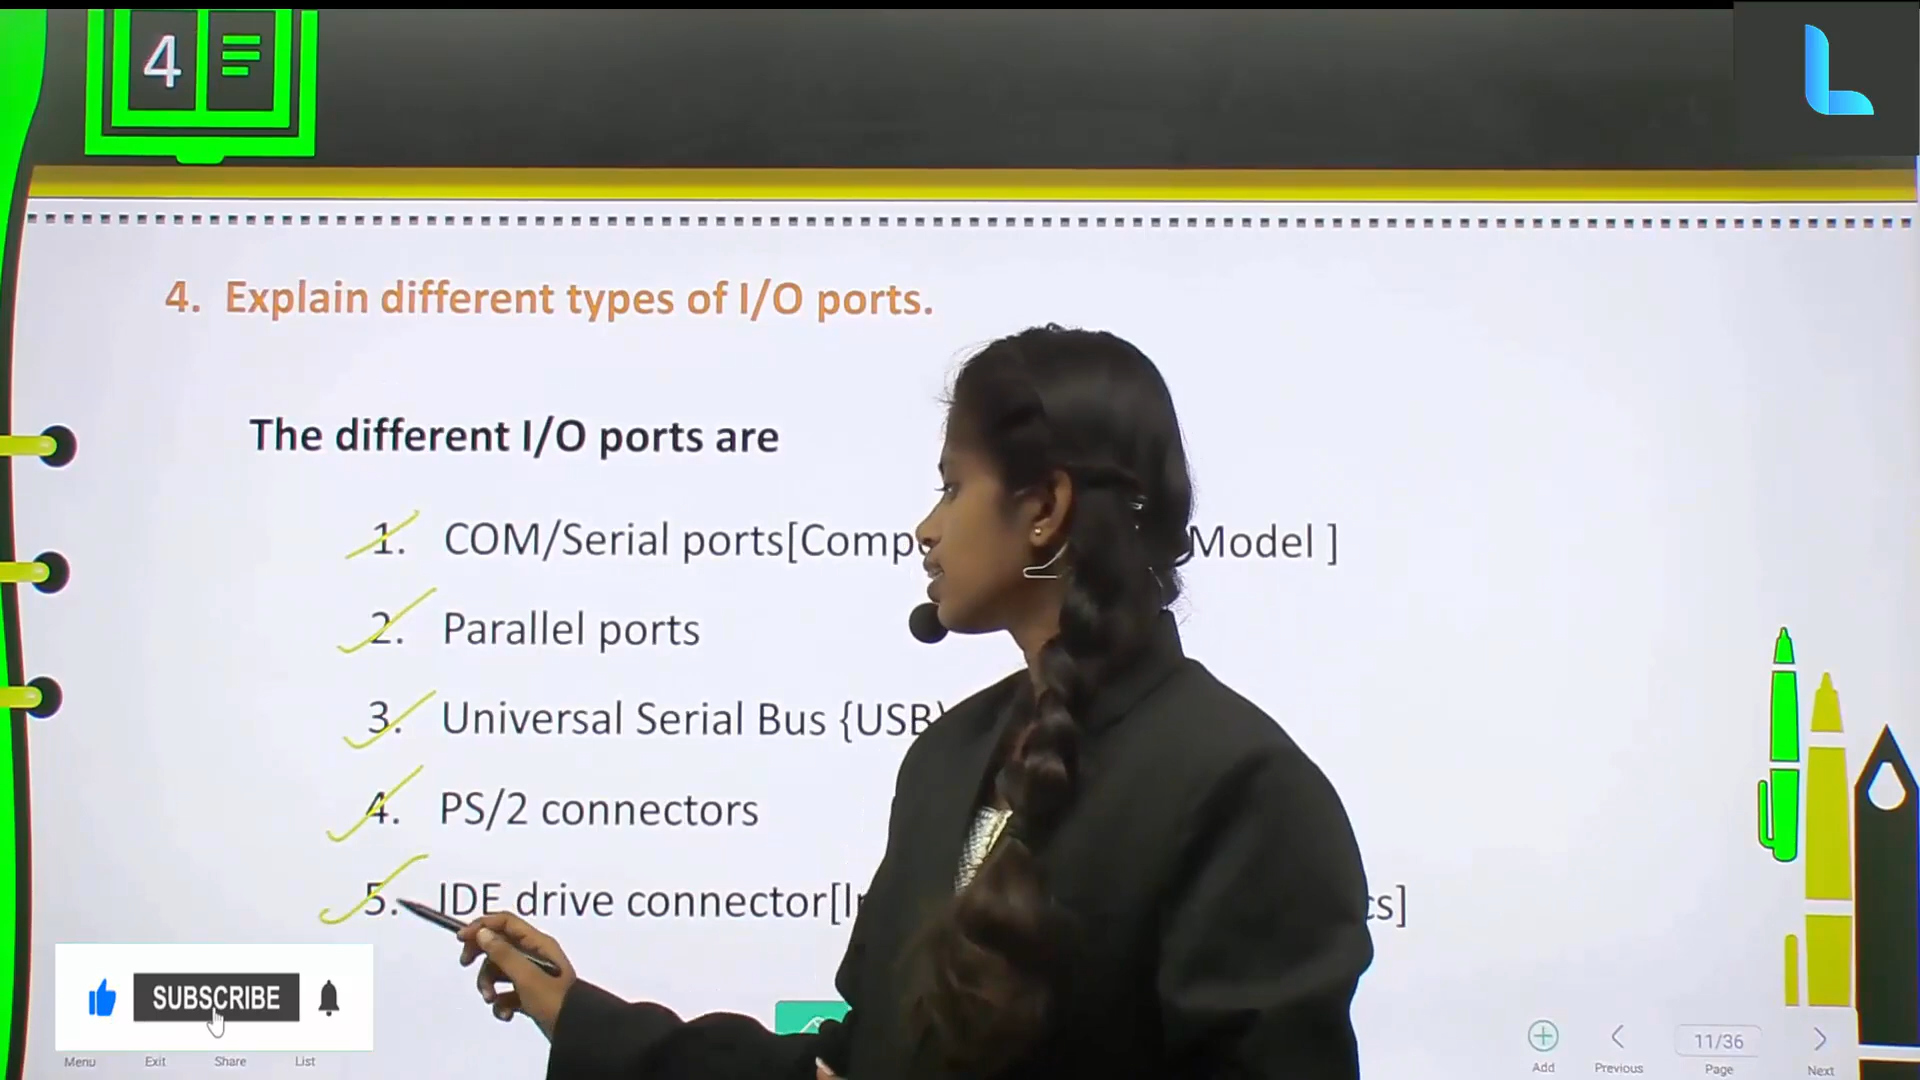 4
4. Explain different types of I/O ports.
The different I/O ports are
1. COM/Serial ports[Comp Model ]
2. Parallel ports
3. Universal Serial Bus {USB
4. PS/2 connectors
5. IDE drive connector[I cs]
SUBSCRIBE
Menu Exit Share List
Add Previous 11/36 Page Next